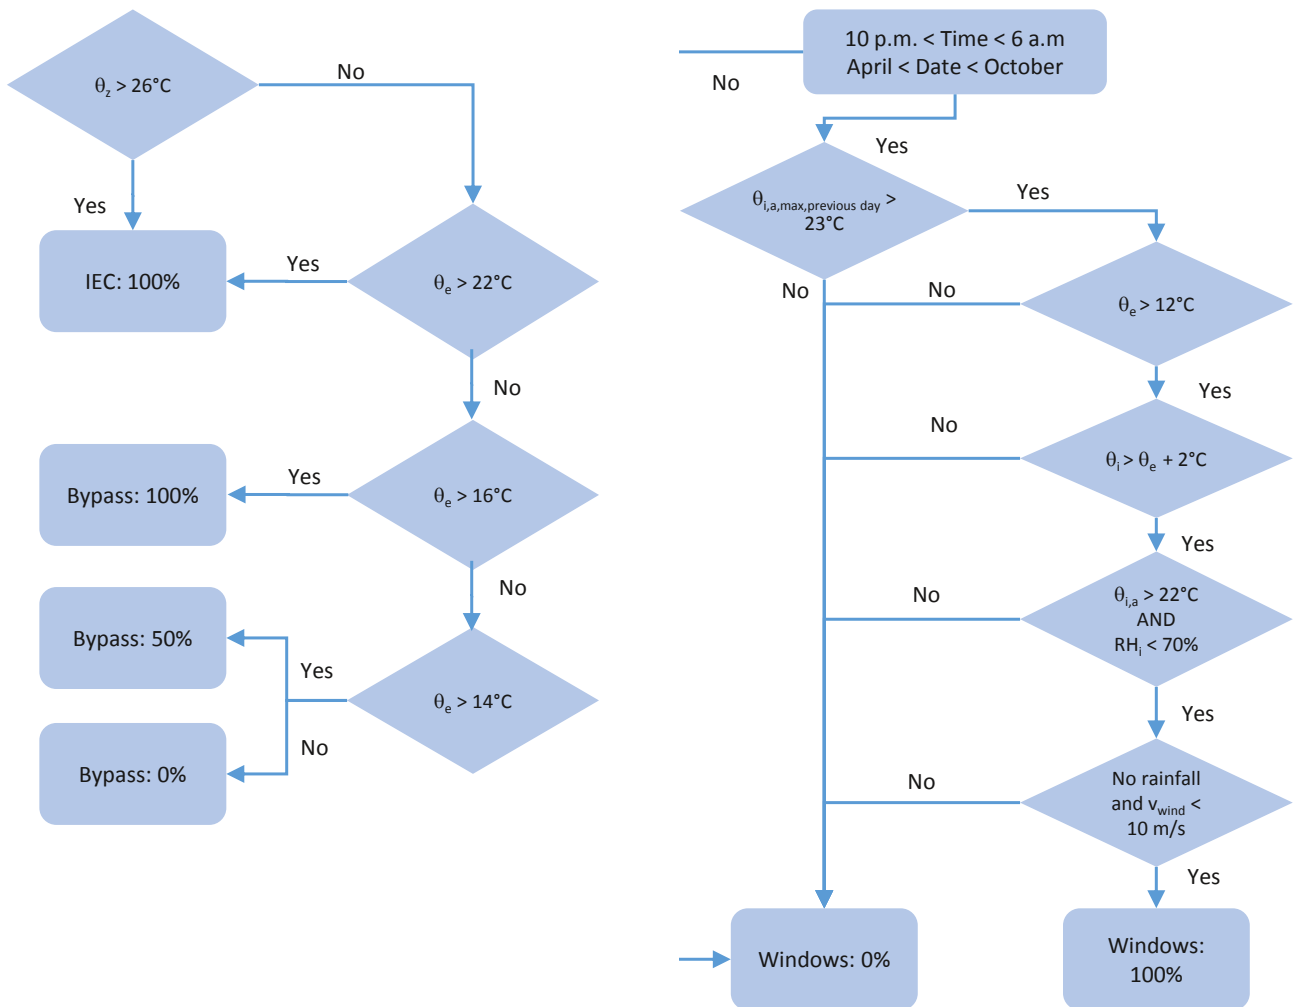 θz > 26°C
No
Yes
IEC: 100%
Yes
θe > 22°C
No
Bypass: 100%
Yes
θe > 16°C
No
Bypass: 50%
Yes
θe > 14°C
No
Bypass: 0%
10 p.m. < Time < 6 a.m
April < Date < October
No
Yes
θi,a,max,previous day >
23°C
Yes
No
No
θe > 12°C
Yes
No
θi > θe + 2°C
Yes
No
θi,a > 22°C
AND
RHi < 70%
Yes
No
No rainfall
and vwind <
10 m/s
Yes
Windows: 0%
Windows:
100%